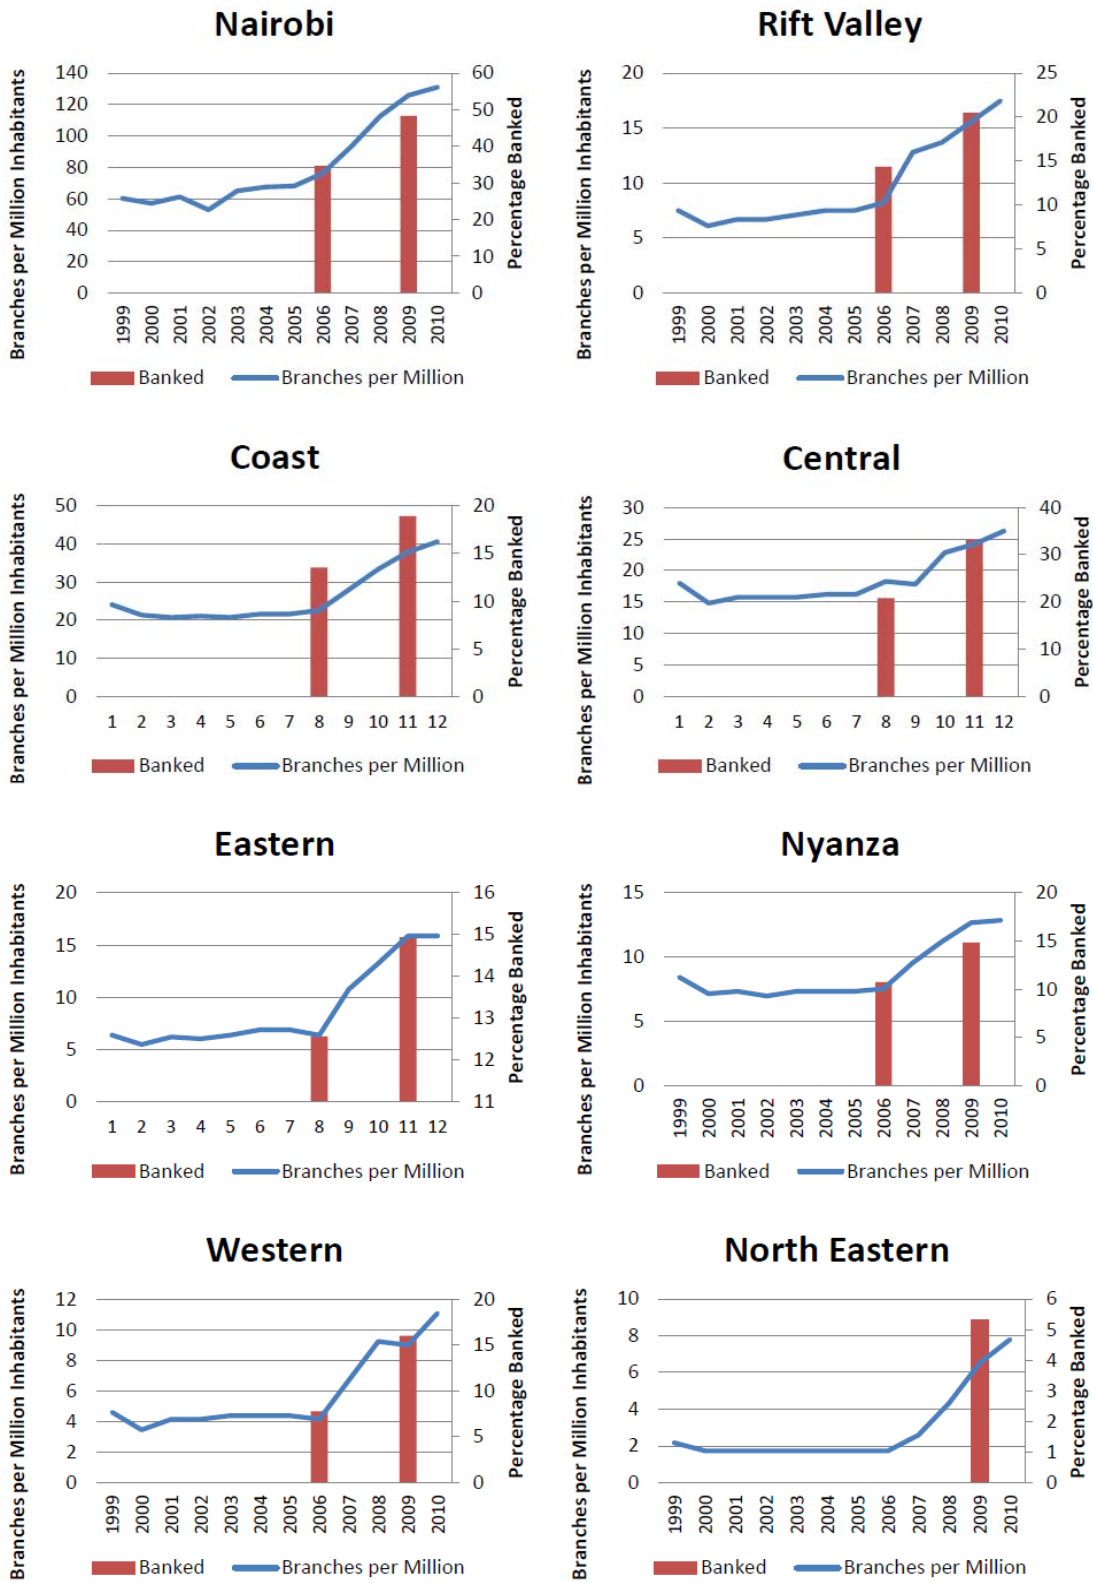 Nairobi
Branches per Million Inhabitants
140
120
100
80
60
40
20
0
60
50
40
30
20
10
0
Percentage Banked
1999 2000 2001 2002 2003 2004 2005 2006 2007 2008 2009 2010
Banked Branches per Million
Rift Valley
Branches per Million Inhabitants
20
15
10
5
0
25
20
15
10
5
0
Percentage Banked
1999 2000 2001 2002 2003 2004 2005 2006 2007 2008 2009 2010
Banked Branches per Million
Coast
Branches per Million Inhabitants
50
40
30
20
10
0
20
15
10
5
0
Percentage Banked
1 2 3 4 5 6 7 8 9 10 11 12
Banked Branches per Million
Central
Branches per Million Inhabitants
30
25
20
15
10
5
0
40
30
20
10
0
Percentage Banked
1 2 3 4 5 6 7 8 9 10 11 12
Banked Branches per Million
Eastern
Branches per Million Inhabitants
20
15
10
5
0
16
15
14
13
12
11
Percentage Banked
1 2 3 4 5 6 7 8 9 10 11 12
Banked Branches per Million
Nyanza
Branches per Million Inhabitants
15
10
5
0
20
15
10
5
0
Percentage Banked
1999 2000 2001 2002 2003 2004 2005 2006 2007 2008 2009 2010
Banked Branches per Million
Western
Branches per Million Inhabitants
12
10
8
6
4
2
0
20
15
10
5
0
Percentage Banked
1999 2000 2001 2002 2003 2004 2005 2006 2007 2008 2009 2010
Banked Branches per Million
North Eastern
Branches per Million Inhabitants
10
8
6
4
2
0
6
5
4
3
2
1
0
Percentage Banked
1999 2000 2001 2002 2003 2004 2005 2006 2007 2008 2009 2010
Banked Branches per Million